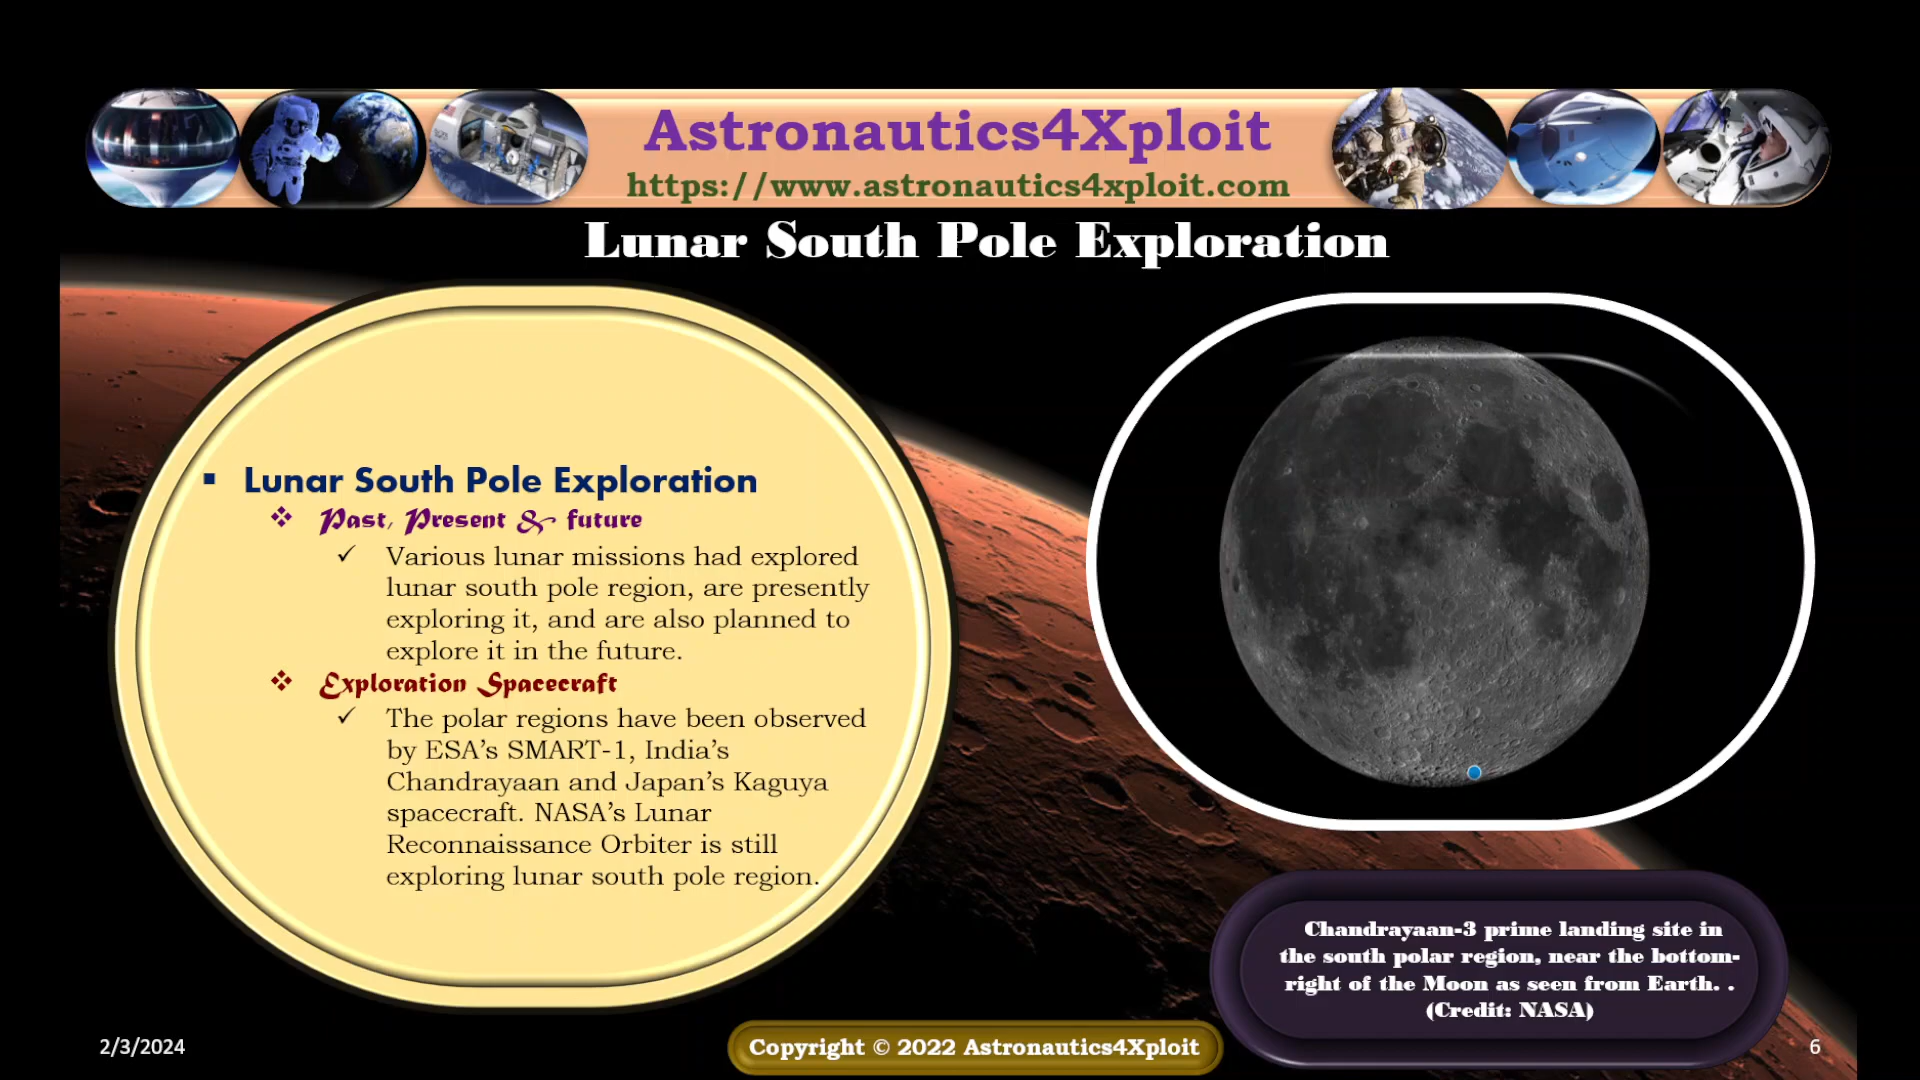 Astronautics4Xploit
https://www.astronautics4xploit.com
Lunar South Pole Exploration
▪ Lunar South Pole Exploration
❖ Past, Present & future
✓ Various lunar missions had explored
lunar south pole region, are presently
exploring it, and are also planned to
explore it in the future.
❖ Exploration Spacecraft
✓ The polar regions have been observed
by ESA’s SMART-1, India’s
Chandrayaan and Japan’s Kaguya
spacecraft. NASA’s Lunar
Reconnaissance Orbiter is still
exploring lunar south pole region.
Chandrayaan-3 prime landing site in
the south polar region, near the bottom-
right of the Moon as seen from Earth. .
(Credit: NASA)
2/3/2024
Copyright © 2022 Astronautics4Xploit
6